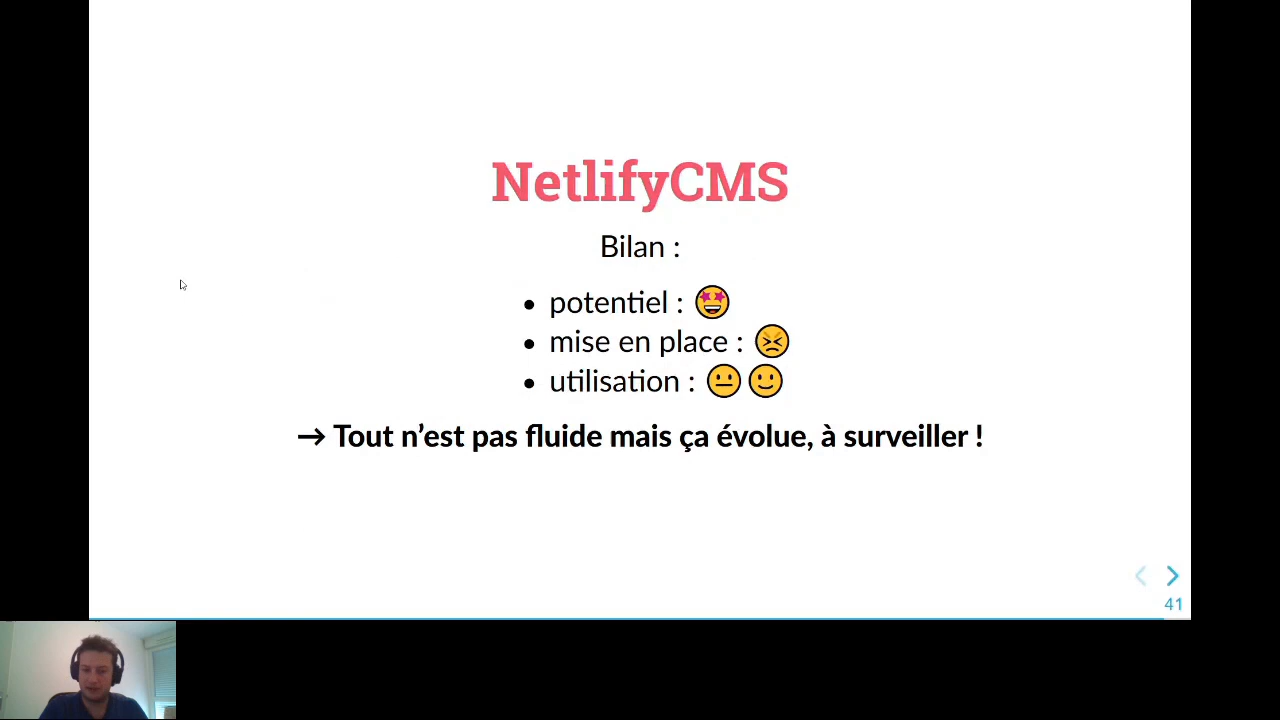 NetlifyCMS
Bilan :
• potentiel : 🤩
• mise en place : 😣
• utilisation : 😐🙂
→ Tout n’est pas fluide mais ça évolue, à surveiller !
41